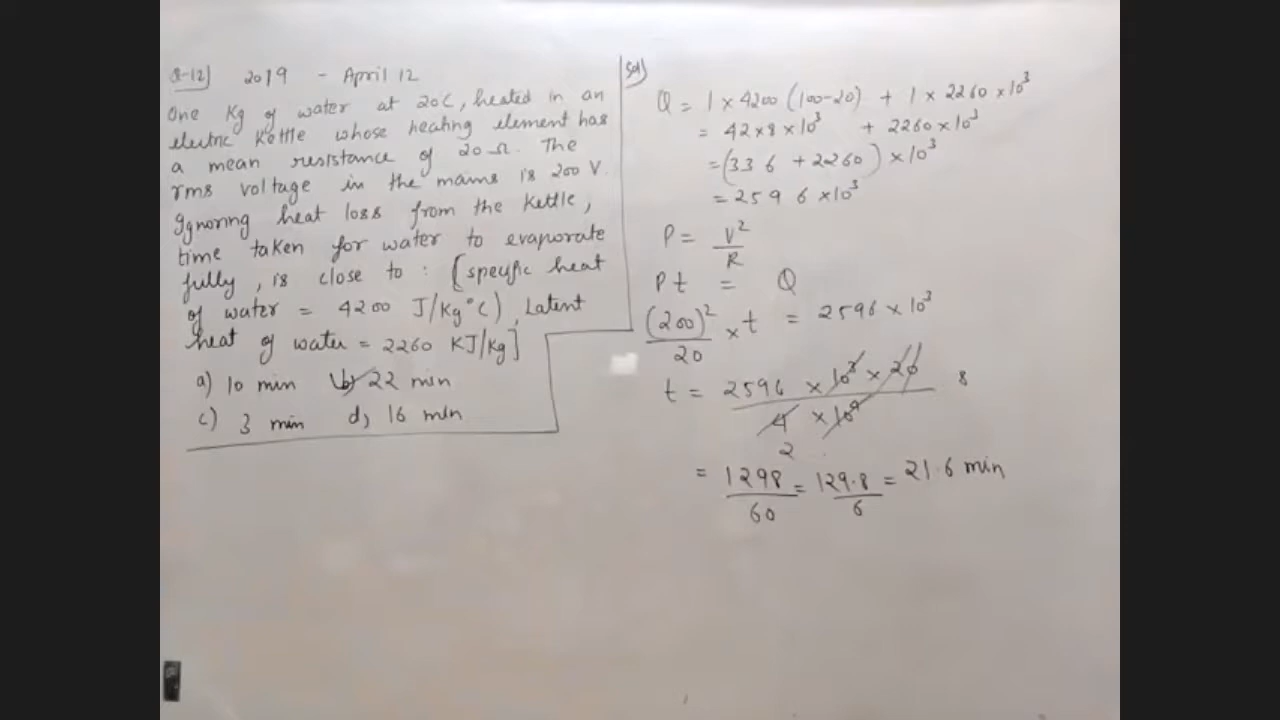 Q-12] 2019 - April 12
One Kg of water at 20C, heated in an
electric Kettle whose heating element has
a mean resistance of 20 Ω. The
rms voltage in the mains is 200 V.
Ignoring heat loss from the Kettle,
time taken for water to evaporate
fully, is close to : [specific heat
of water = 4200 J/Kg°C), Latent
heat of water = 2260 KJ/Kg]
a) 10 min b) 22 min
c) 3 min d) 16 min
Sol)
Q = 1 × 4200 (100-20) + 1 × 2260 × 10³
= 42 × 8 × 10³ + 2260 × 10³
= (336 + 2260) × 10³
= 2596 × 10³
P = V²/R
Pt = Q
(200)²/20 × t = 2596 × 10³
t = 2596 × 10³ × 20 / 4 × 10⁴ s
2
= 1298/60 = 129.8/6 = 21.6 min